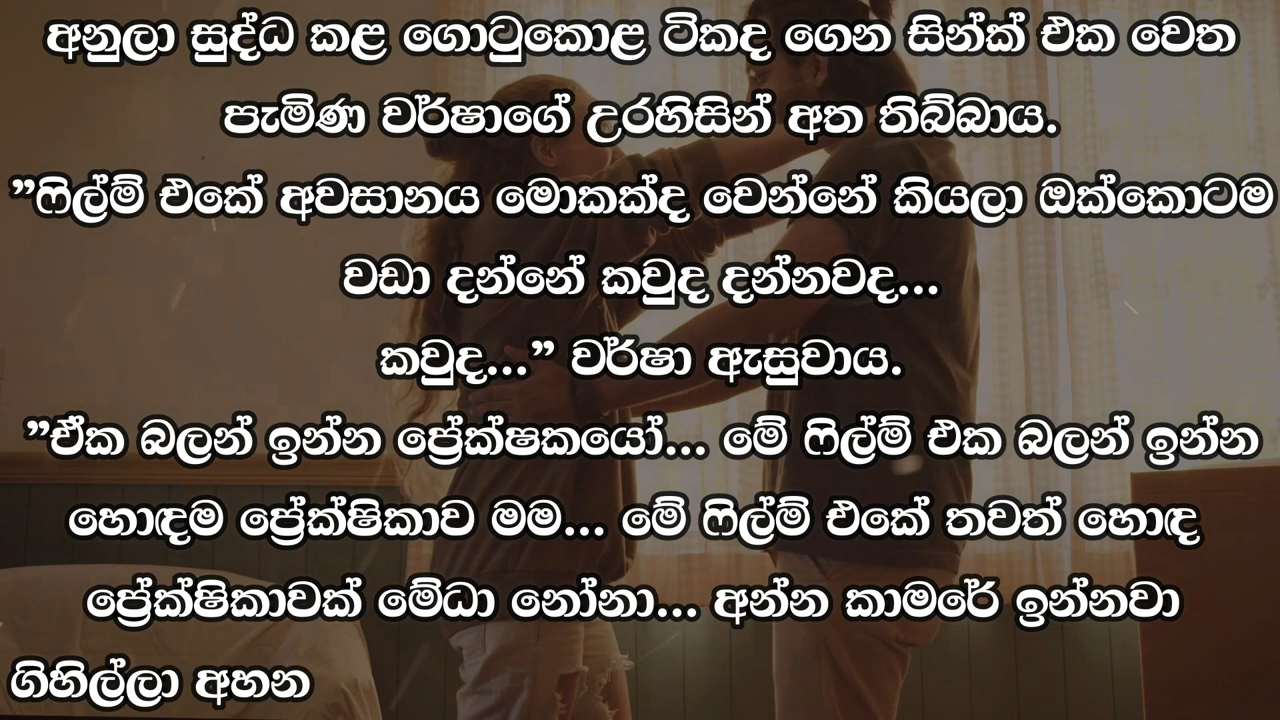 අනුලා සුද්ධ කළ ගොටුකොළ ටිකද ගෙන සින්ක් එක වෙත
පැමිණ වර්ෂාගේ උරහිසින් අත තිබ්බාය.
”ෆිල්ම් එකේ අවසානය මොකක්ද වෙන්නේ කියලා ඔක්කොටම
වඩා දන්නේ කවුද දන්නවද...
කවුද...” වර්ෂා ඇසුවාය.
”ඒක බලන් ඉන්න ප්‍රේක්ෂකයෝ... මේ ෆිල්ම් එක බලන් ඉන්න
හොඳම ප්‍රේක්ෂිකාව මම... මේ ෆිල්ම් එකේ තවත් හොඳ
ප්‍රේක්ෂිකාවක් මේධා නෝනා... අන්න කාමරේ ඉන්නවා
ගිහිල්ලා අහන